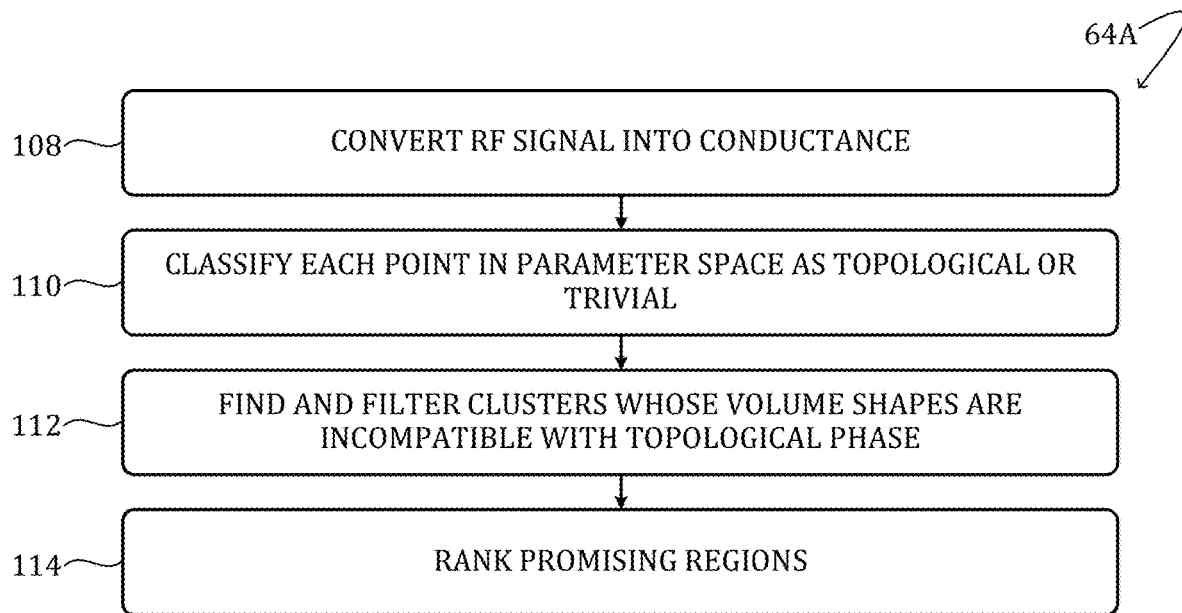 64A
108
CONVERT RF SIGNAL INTO CONDUCTANCE
110
CLASSIFY EACH POINT IN PARAMETER SPACE AS TOPOLOGICAL OR
TRIVIAL
112
FIND AND FILTER CLUSTERS WHOSE VOLUME SHAPES ARE
INCOMPATIBLE WITH TOPOLOGICAL PHASE
114
RANK PROMISING REGIONS